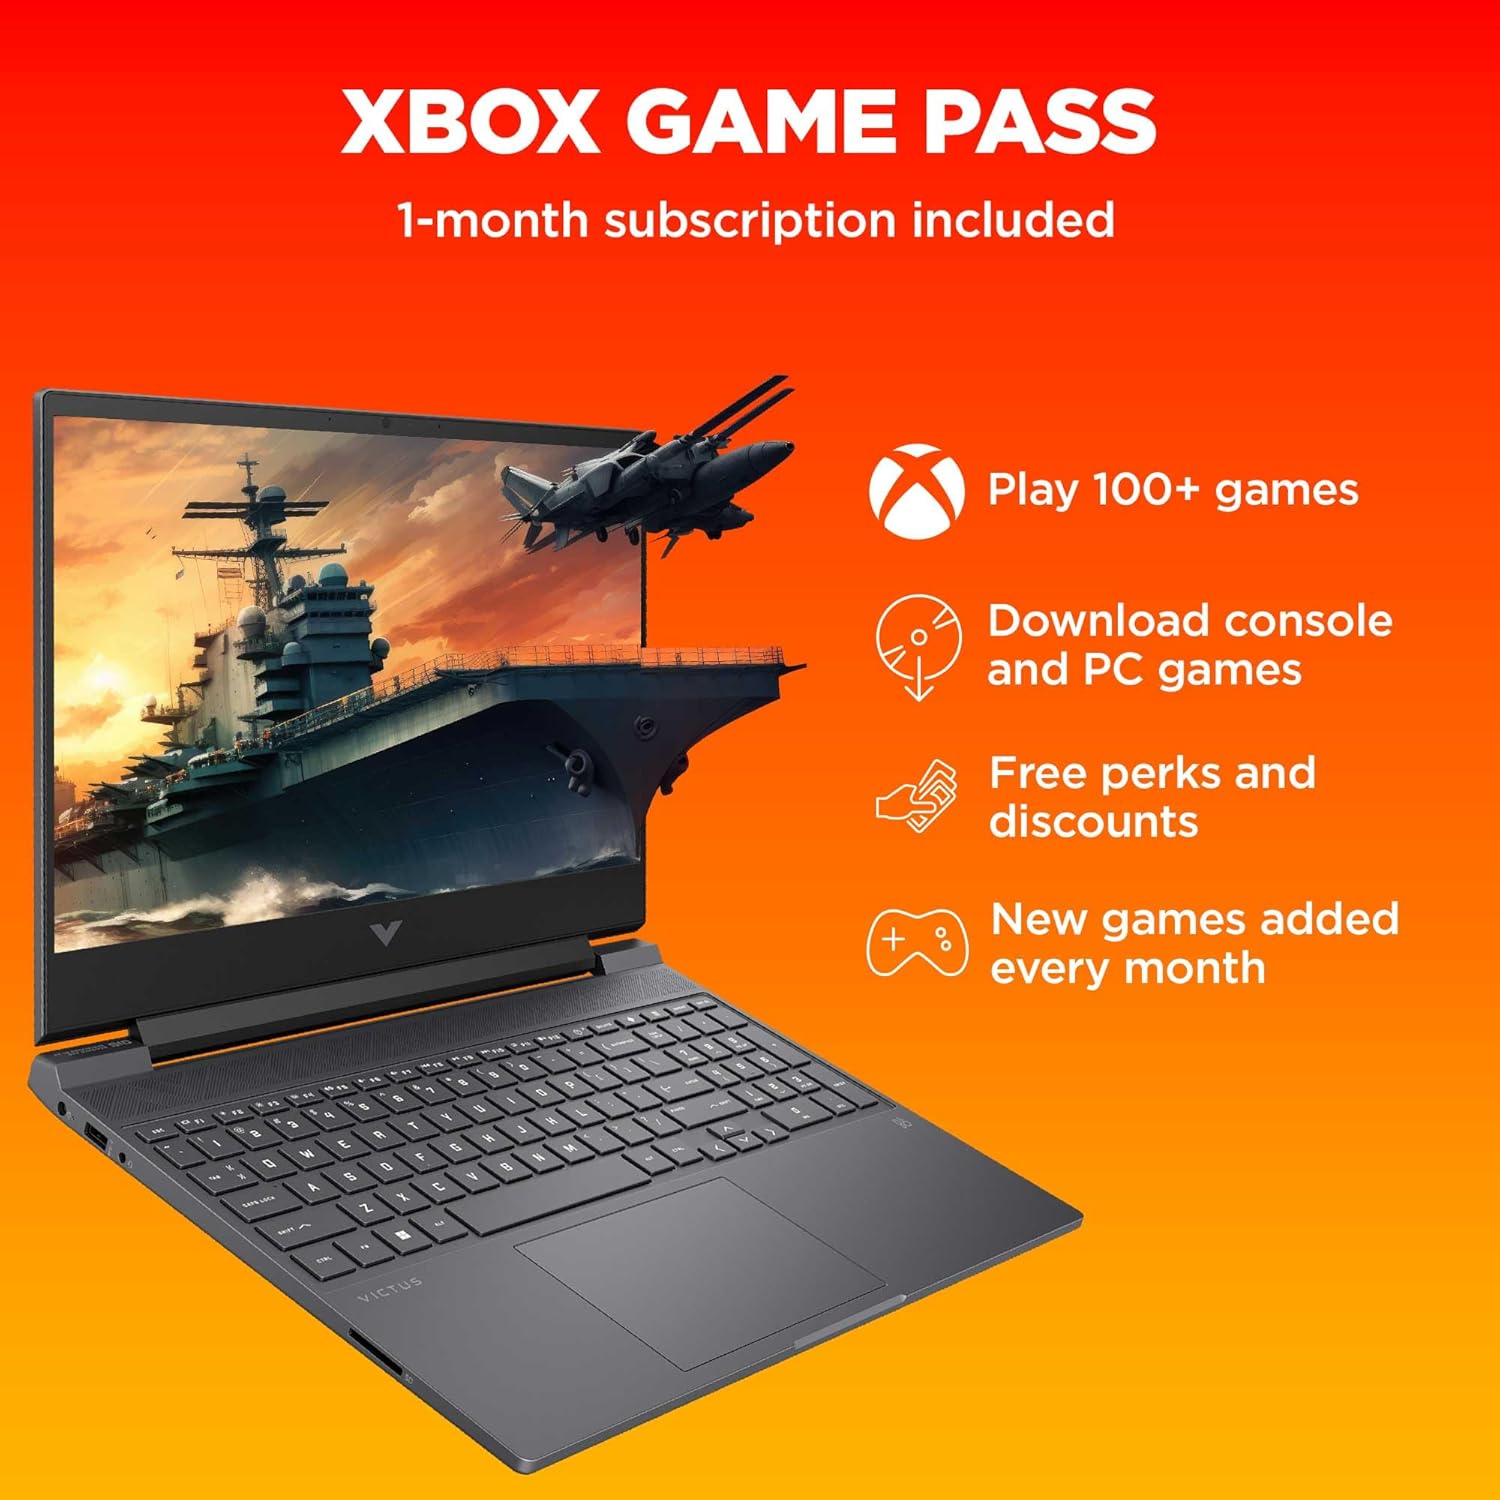 XBOX GAME PASS
1-month subscription included
Play 100+ games
Download console
and PC games
Free perks and
discounts
New games added
every month
VICTUS